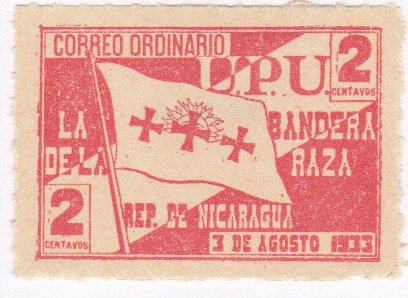 CORREO ORDINARIO
U.P.U
2
CENTAVOS
LA BANDERA
DE LA RAZA
2
CENTAVOS
REP. DE NICARAGUA
3 DE AGOSTO 1933